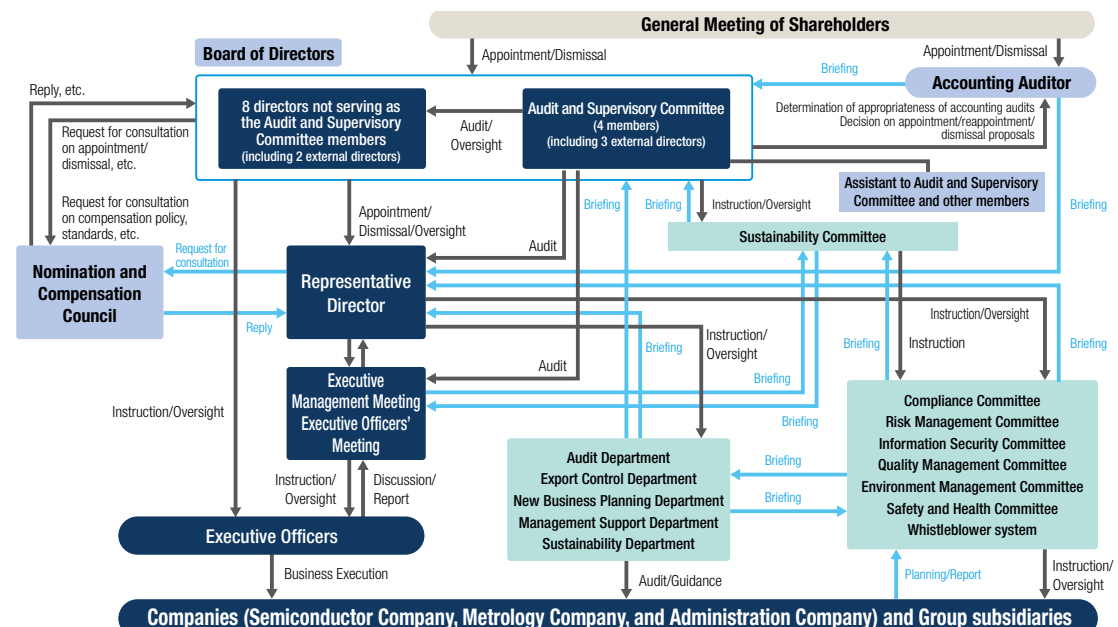 General Meeting of Shareholders
Board of Directors
Appointment/Dismissal
Appointment/Dismissal
Briefing
Accounting Auditor
Reply, etc.
8 directors not serving as
the Audit and Supervisory
Committee members
(including 2 external directors)
Audit/
Oversight
Audit and Supervisory Committee
(4 members)
(including 3 external directors)
Determination of appropriateness of accounting audits
Decision on appointment/reappointment/
dismissal proposals
Request for consultation
on appointment/
dismissal, etc.
Assistant to Audit and Supervisory
Committee and other members
Request for consultation
on compensation policy,
standards, etc.
Appointment/
Dismissal/Oversight
Briefing
Briefing
Instruction/Oversight
Briefing
Audit
Sustainability Committee
Request for
consultation
Nomination and
Compensation
Council
Representative
Director
Reply
Instruction/Oversight
Instruction/
Oversight
Briefing
Briefing
Instruction
Briefing
Audit
Briefing
Executive
Management Meeting
Executive Officers'
Meeting
Instruction/Oversight
Briefing
Compliance Committee
Risk Management Committee
Information Security Committee
Quality Management Committee
Environment Management Committee
Safety and Health Committee
Whistleblower system
Audit Department
Export Control Department
New Business Planning Department
Management Support Department
Sustainability Department
Briefing
Briefing
Instruction/
Oversight
Discussion/
Report
Executive Officers
Business Execution
Audit/Guidance
Planning/Report
Instruction/
Oversight
Companies (Semiconductor Company, Metrology Company, and Administration Company) and Group subsidiaries